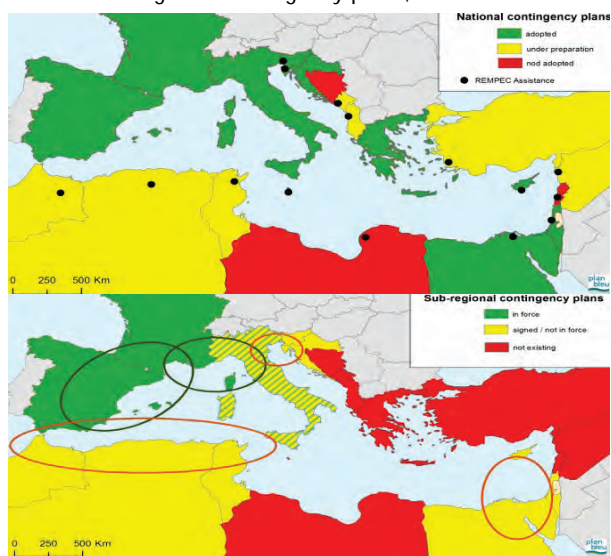 National contingency plans
adopted
under preparation
nod adopted
REMPEC Assistance
0 250 500 Km
plan
bleu
Sub-regional contingency plans
in force
signed / not in force
not existing
0 250 500 Km
plan
bleu